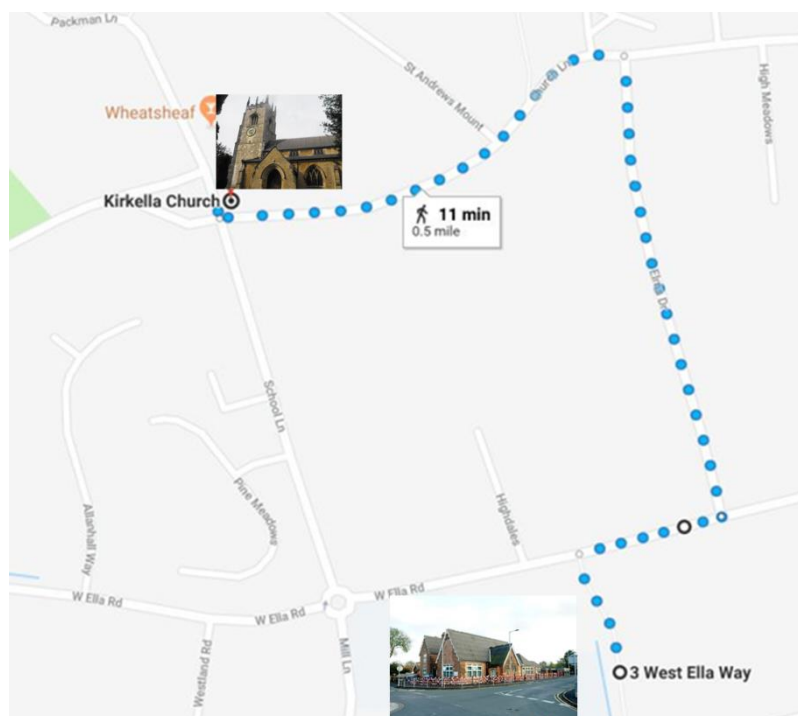 Packman Ln
St Andrews Mount
Church Ln
High Meadows
Wheatsheaf
Kirkella Church
11 min
0.5 mile
Elms Dr
School Ln
Pine Meadows
Highdales
Allanhall Way
W Ella Rd
W Ella Rd
W Ella Rd
Westland Rd
Mill Ln
3 West Ella Way